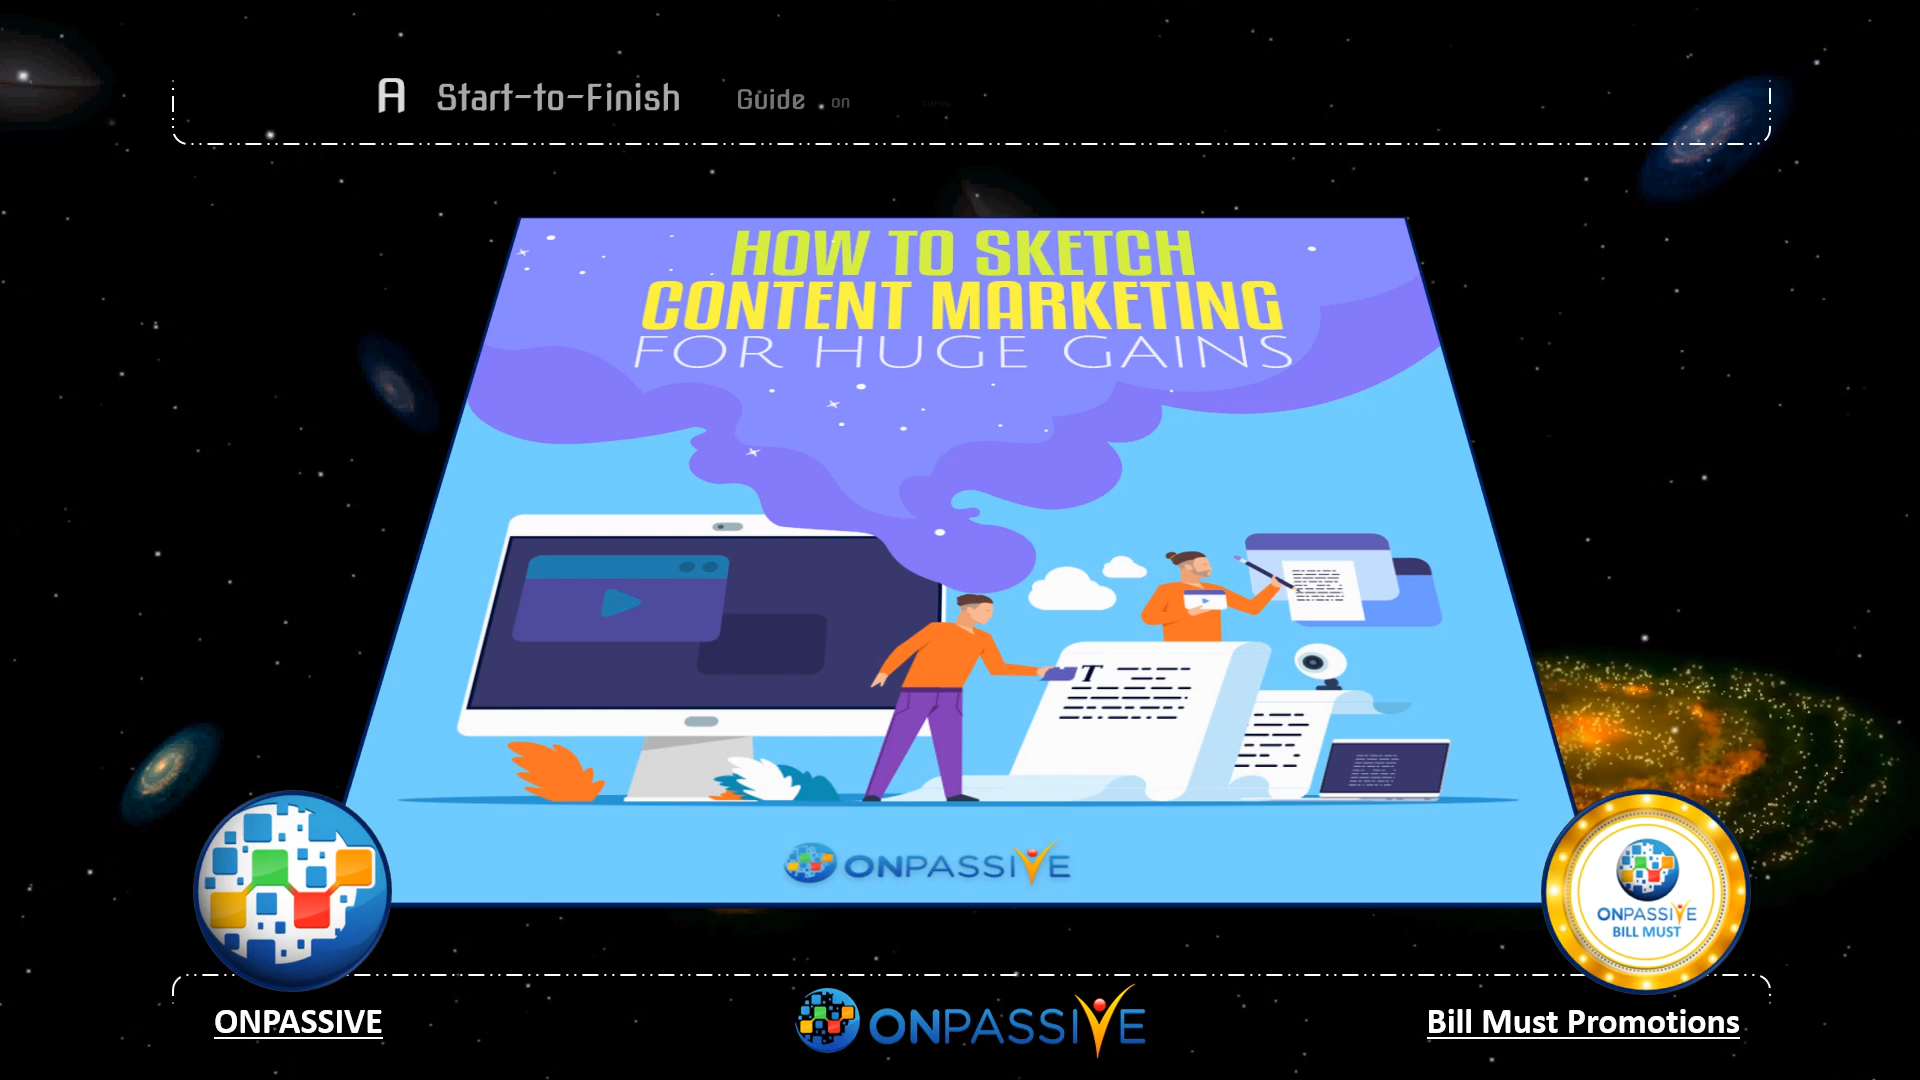 A Start-to-Finish Guide on
HOW TO SKETCH
CONTENT MARKETING
FOR HUGE GAINS
T
ONPASSIVE
ONPASSIVE
BILL MUST
ONPASSIVE
ONPASSIVE
Bill Must Promotions